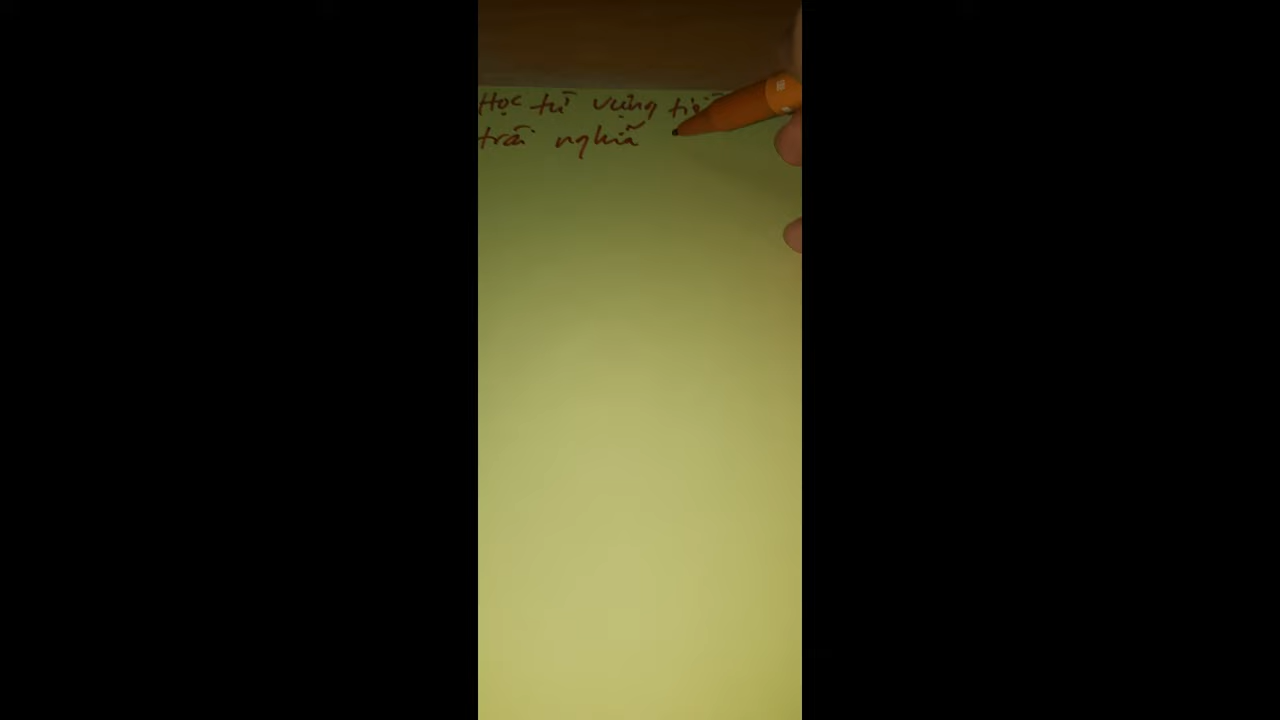 Học từ vựng
trái nghĩa